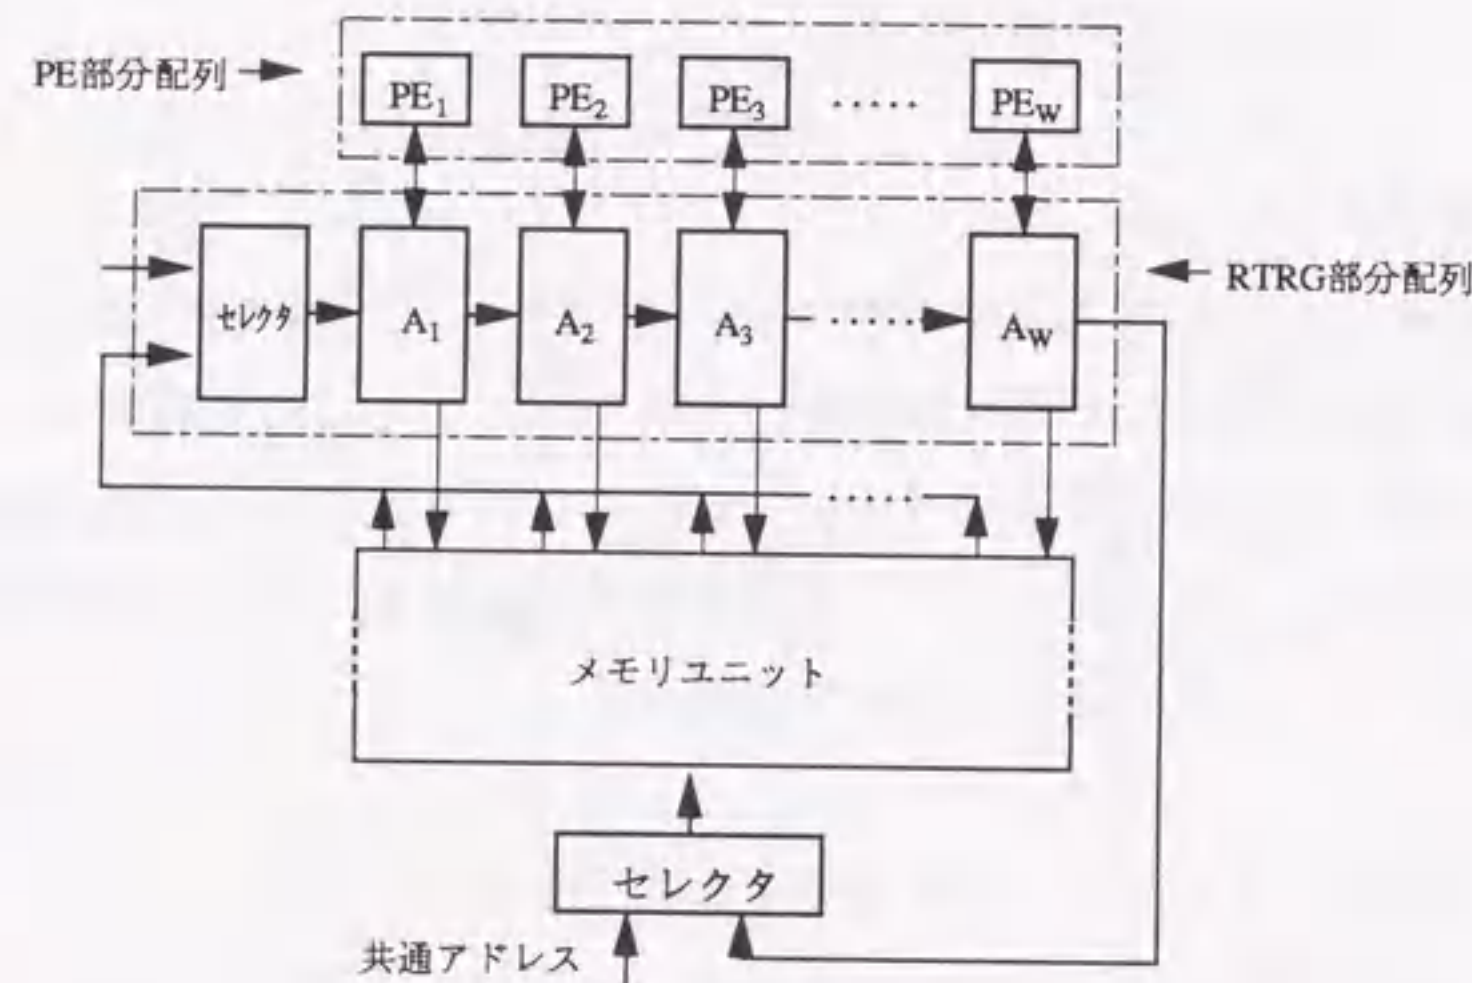 PE部分配列
PE1 PE2 PE3 ..... PEW
セレクタ A1 A2 A3 ..... AW
RTRG部分配列
.....
メモリユニット
セレクタ
共通アドレス